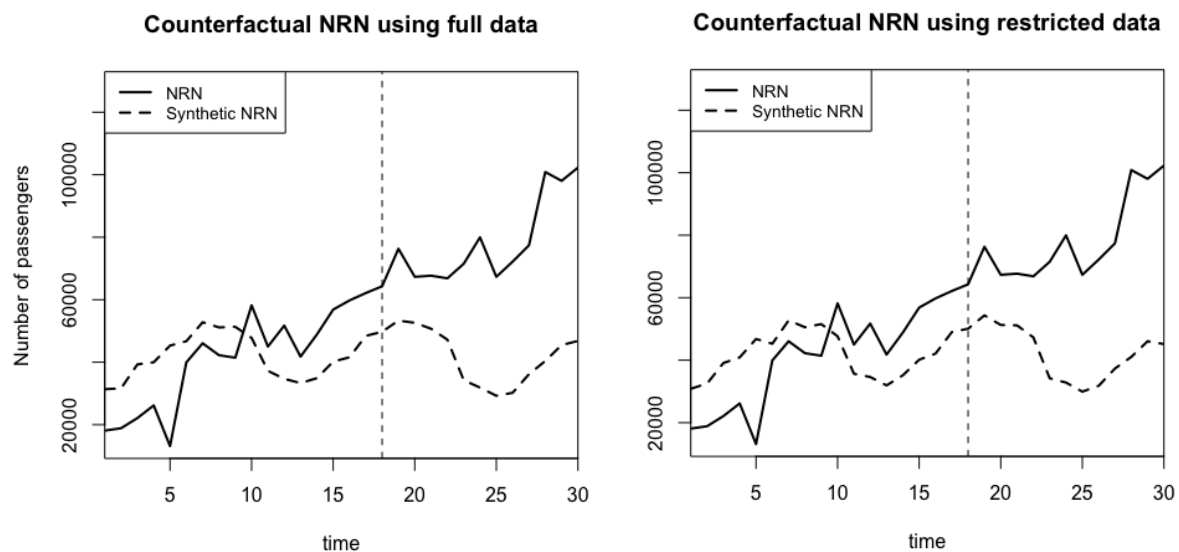 Counterfactual NRN using full data
NRN
Synthetic NRN
Number of passengers
20000
60000
100000
5
10
15
20
25
30
time
Counterfactual NRN using restricted data
NRN
Synthetic NRN
20000
60000
100000
5
10
15
20
25
30
time